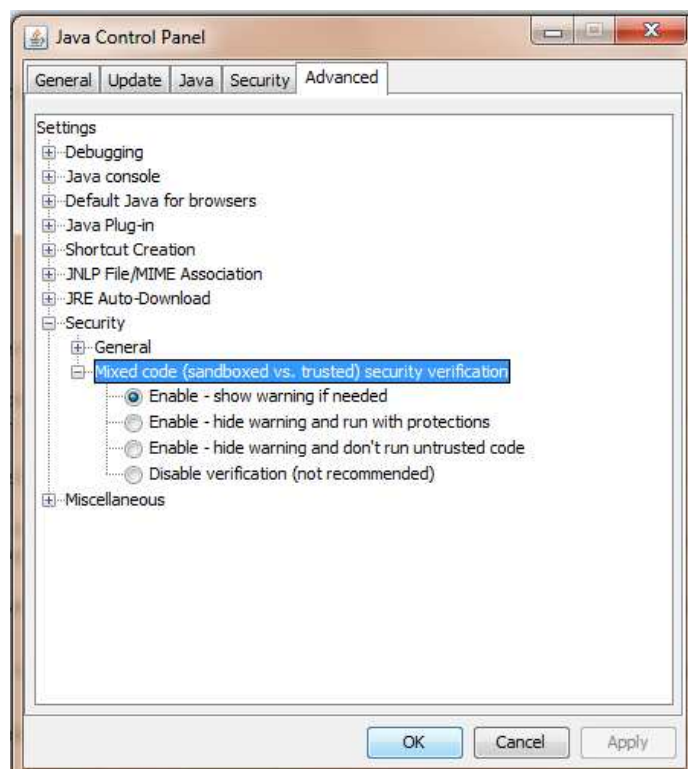 Java Control Panel
General Update Java Security Advanced
Settings
Debugging
Java console
Default Java for browsers
Java Plug-in
Shortcut Creation
JNLP File/MIME Association
JRE Auto-Download
Security
General
Mixed code (sandboxed vs. trusted) security verification
Enable - show warning if needed
Enable - hide warning and run with protections
Enable - hide warning and don't run untrusted code
Disable verification (not recommended)
Miscellaneous
OK Cancel Apply